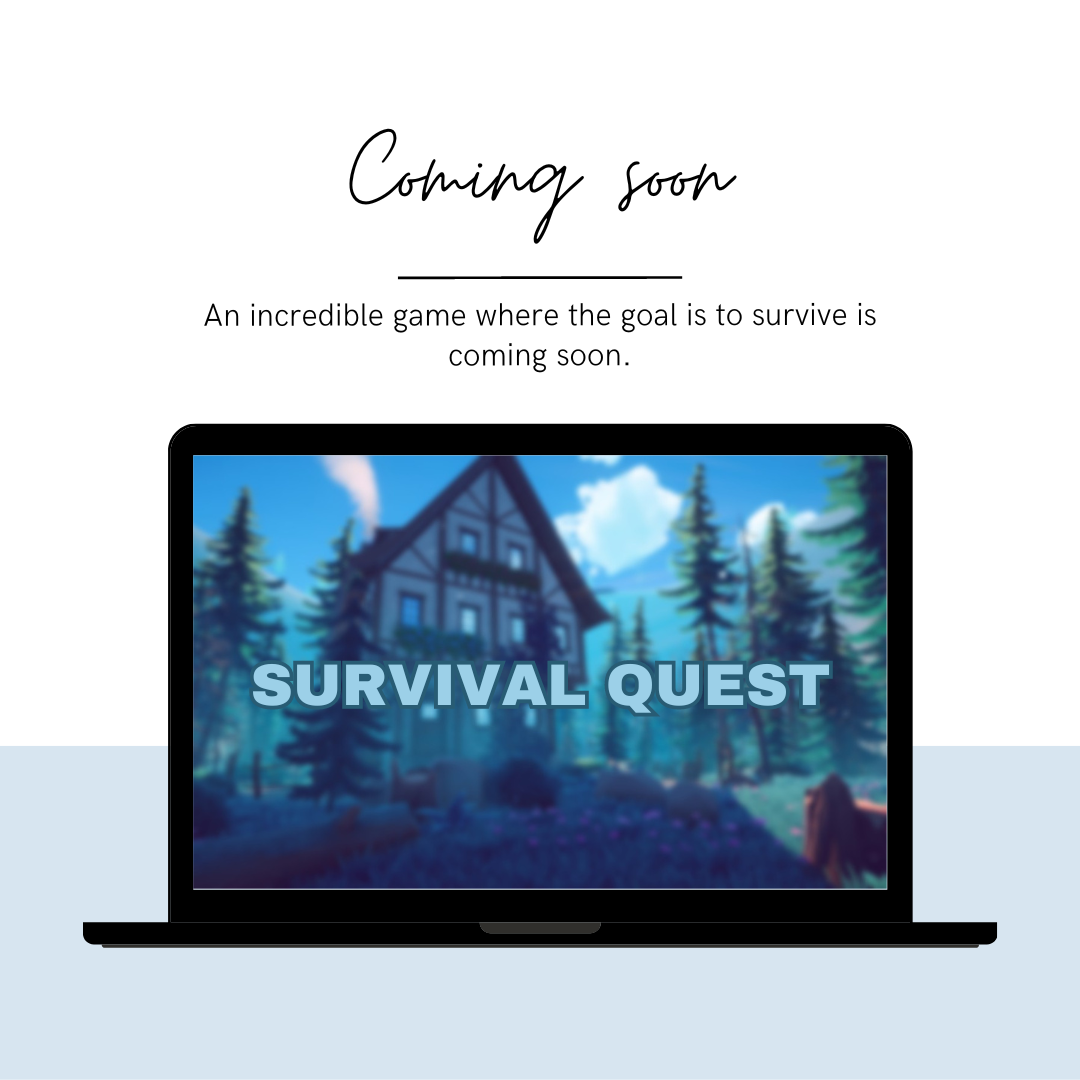 Coming soon
An incredible game where the goal is to survive is
coming soon.
SURVIVAL QUEST